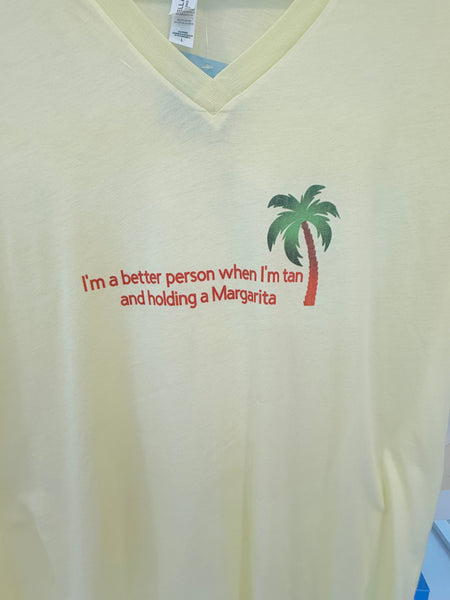 I'm a better person when I'm tan
and holding a Margarita